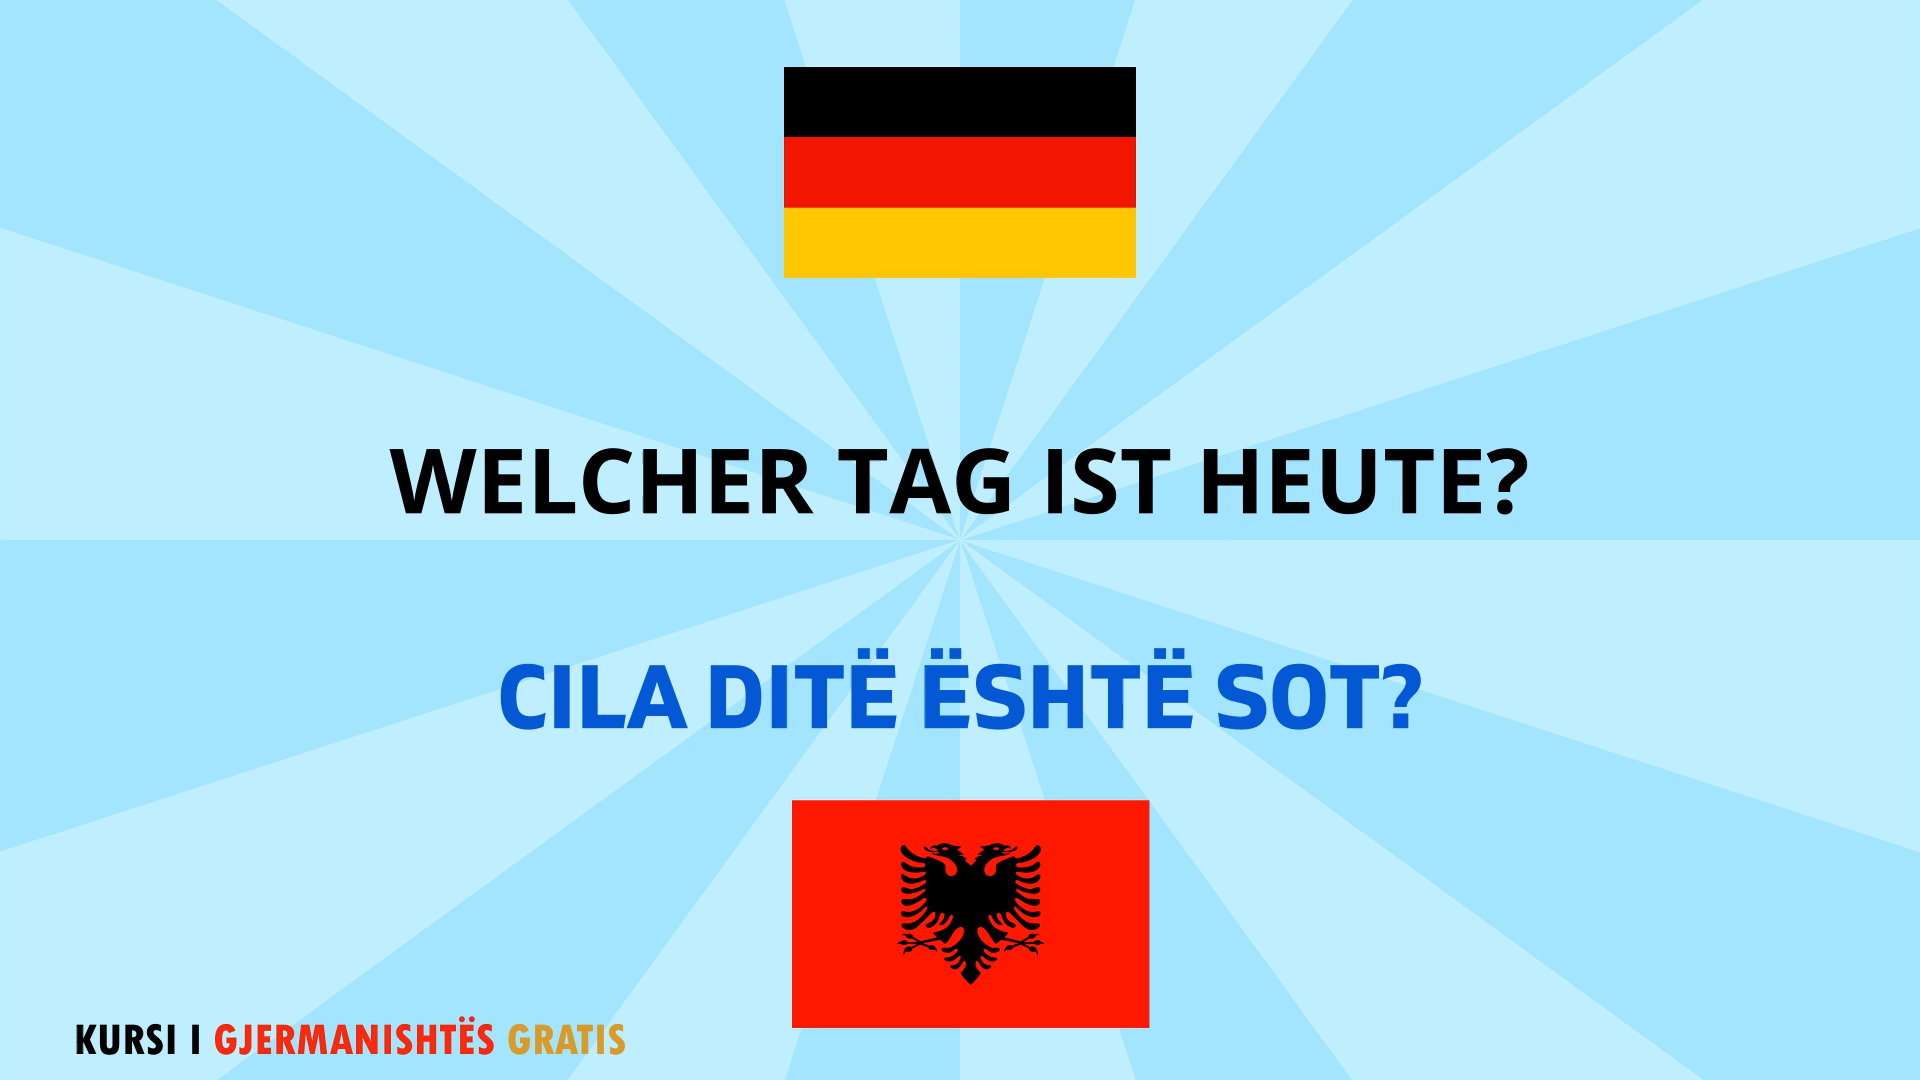 WELCHER TAG IST HEUTE?
CILA DITË ËSHTË SOT?
KURSI I GJERMANISHTËS GRATIS